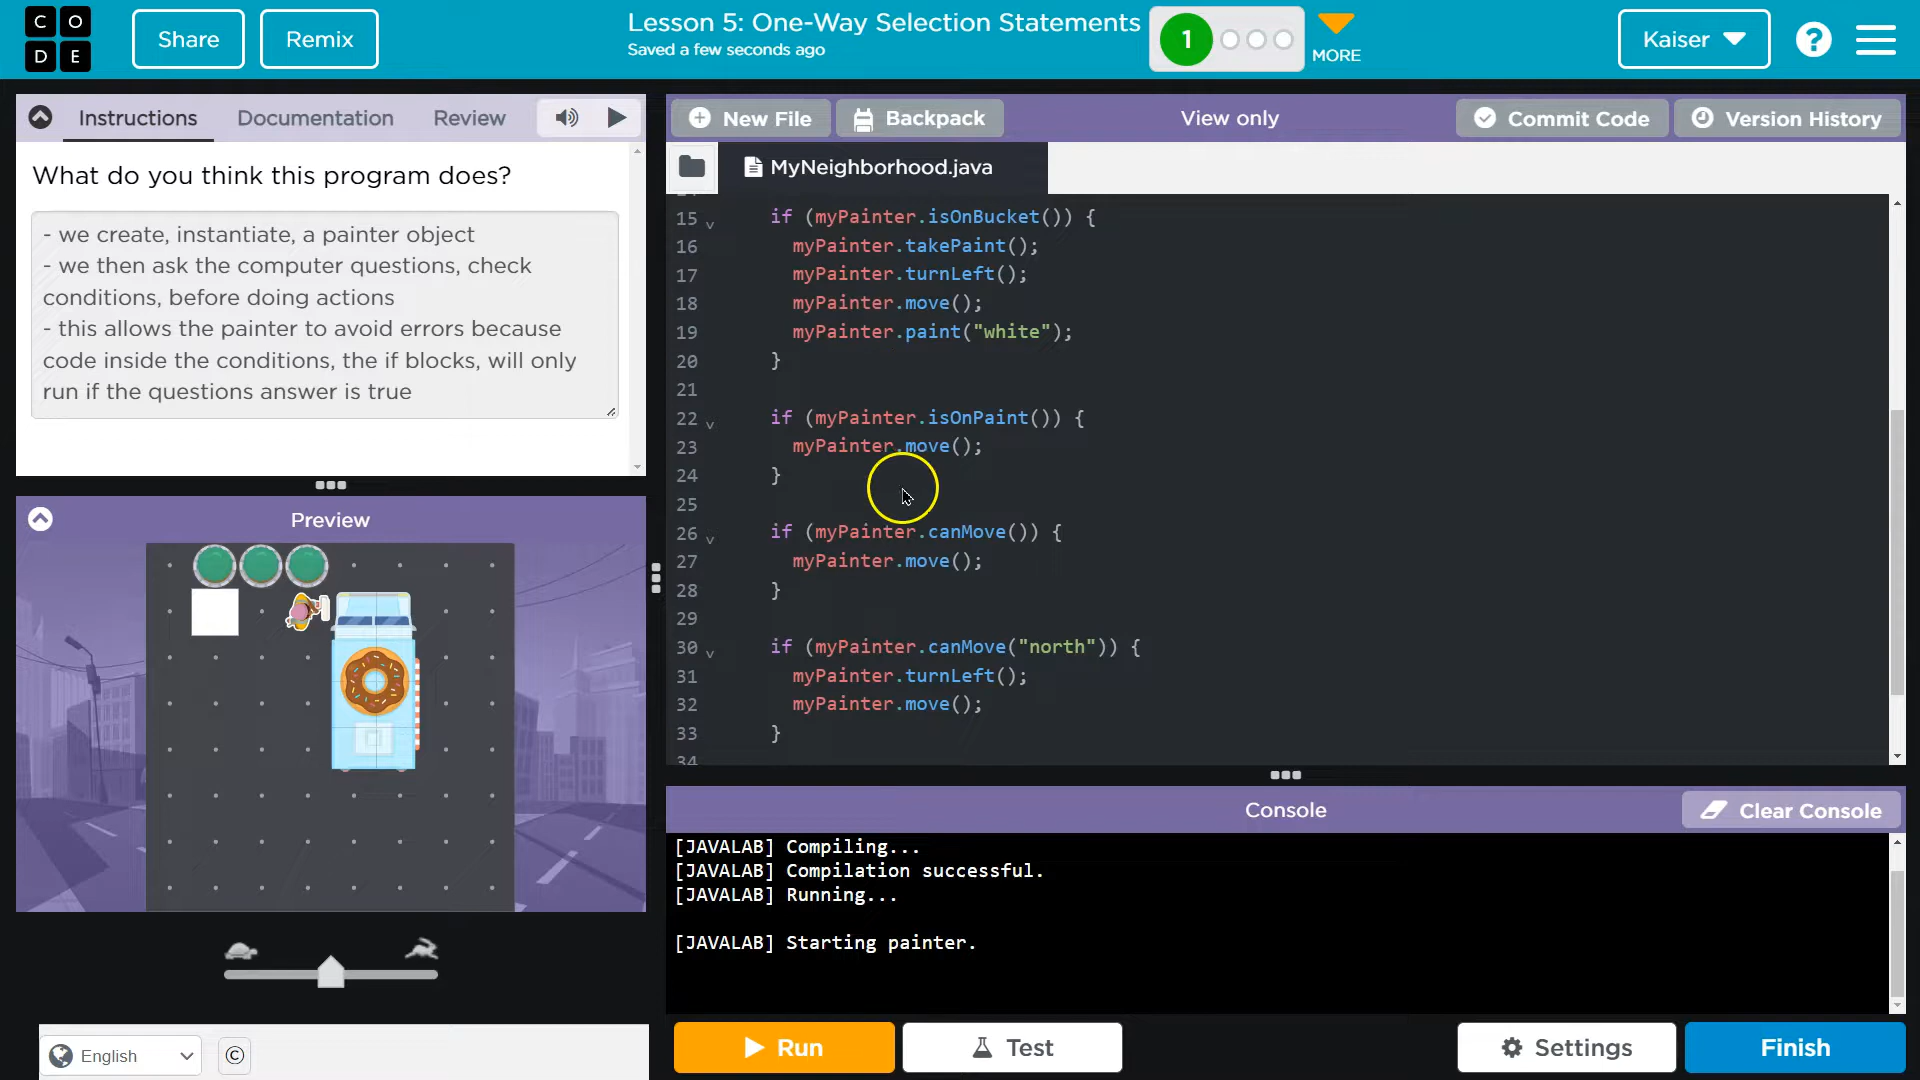 C O
D E
Share
Remix
Lesson 5: One-Way Selection Statements
Saved a few seconds ago
1
MORE
Kaiser
?
Instructions
Documentation
Review
New File
Backpack
View only
Commit Code
Version History
What do you think this program does?
- we create, instantiate, a painter object
- we then ask the computer questions, check
conditions, before doing actions
- this allows the painter to avoid errors because
code inside the conditions, the if blocks, will only
run if the questions answer is true
MyNeighborhood.java
15 if (myPainter.isOnBucket()) {
16 myPainter.takePaint();
17 myPainter.turnLeft();
18 myPainter.move();
19 myPainter.paint("white");
20 }
21
22 if (myPainter.isOnPaint()) {
23 myPainter.move();
24 }
25
26 if (myPainter.canMove()) {
27 myPainter.move();
28 }
29
30 if (myPainter.canMove("north")) {
31 myPainter.turnLeft();
32 myPainter.move();
33 }
34
Preview
Console
Clear Console
[JAVALAB] Compiling...
[JAVALAB] Compilation successful.
[JAVALAB] Running...
[JAVALAB] Starting painter.
English
©
Run
Test
Settings
Finish